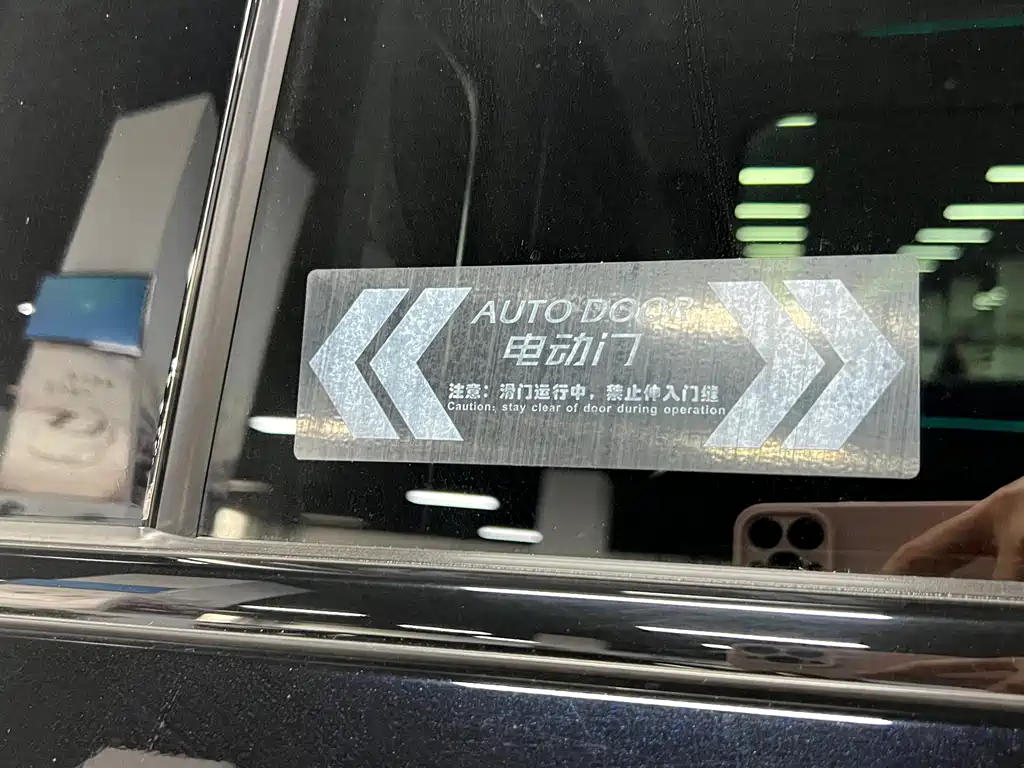 AUTO DOOR
电动门
注意：滑门运行中，禁止伸入门缝
Caution: stay clear of door during operation